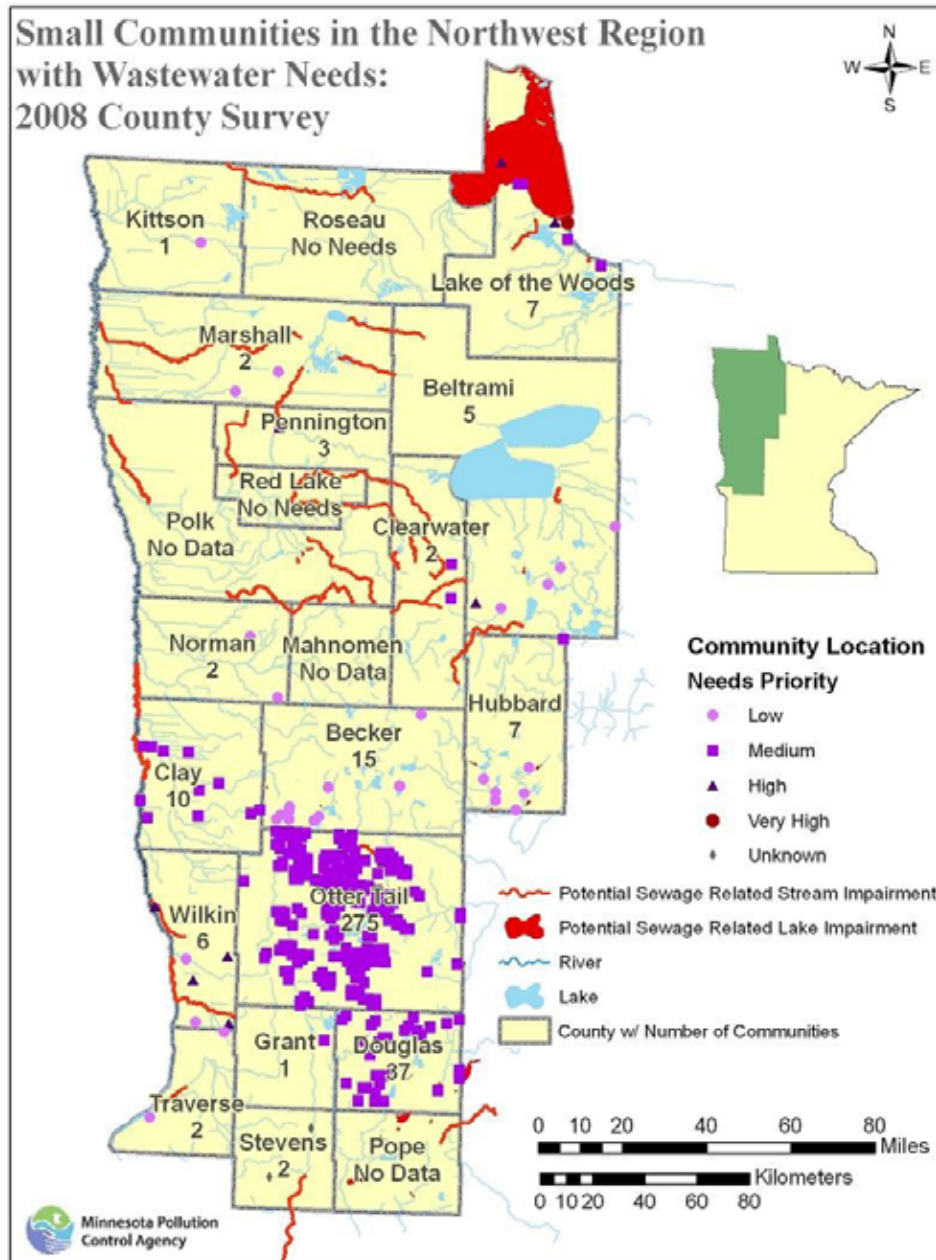 Small Communities in the Northwest Region
with Wastewater Needs:
2008 County Survey
N
W E
S
Kittson
1
Roseau
No Needs
Lake of the Woods
7
Marshall
2
Beltrami
5
Pennington
3
Red Lake
No Needs
Polk
No Data
Clearwater
2
Norman
2
Mahnomen
No Data
Hubbard
7
Becker
15
Clay
10
Otter Tail
275
Wilkin
6
Grant
1
Douglas
37
Traverse
2
Stevens
2
Pope
No Data
Community Location
Needs Priority
Low
Medium
High
Very High
Unknown
Potential Sewage Related Stream Impairment
Potential Sewage Related Lake Impairment
River
Lake
County w/ Number of Communities
0 10 20 40 60 80
Miles
Kilometers
0 10 20 40 60 80
Minnesota Pollution
Control Agency